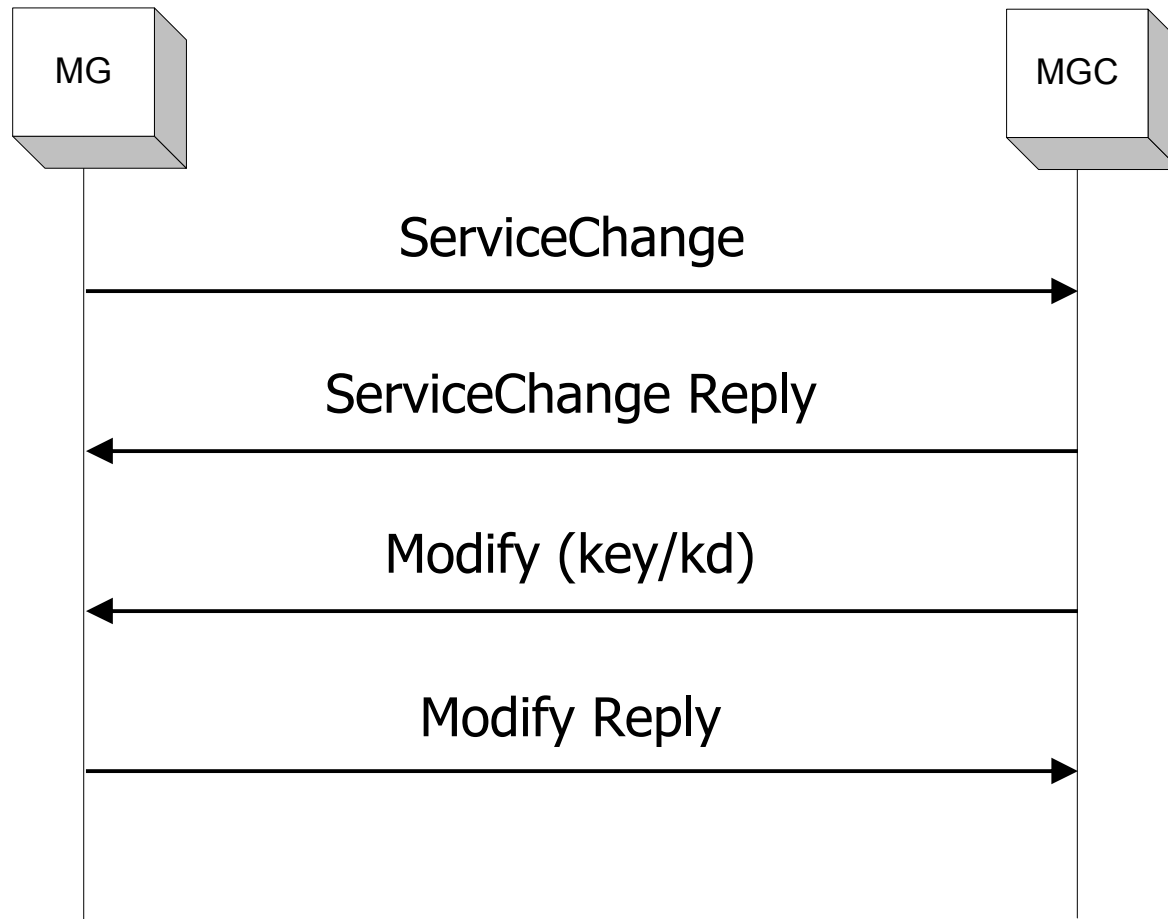 MG
MGC
ServiceChange
ServiceChange Reply
Modify (key/kd)
Modify Reply